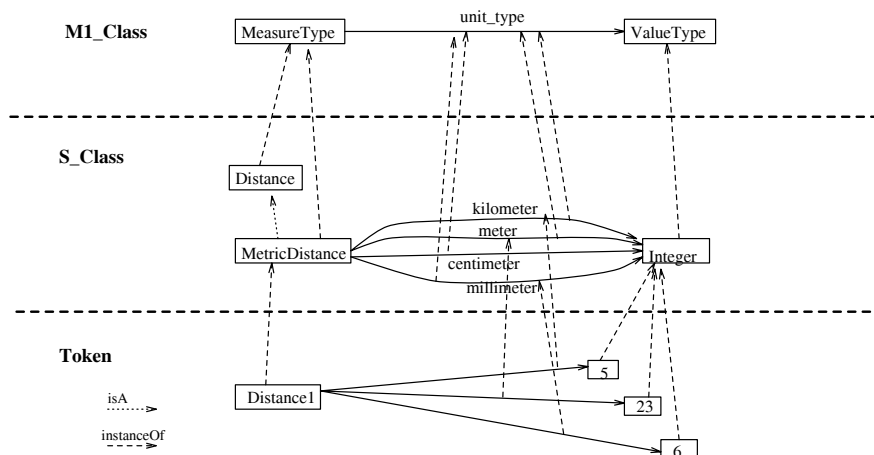 unit_type
M1_Class
MeasureType
ValueType
S_Class
Distance
kilometer
meter
MetricDistance
centimeter
Integer
millimeter
Token
5
isA
Distance1
23
instanceOf
6